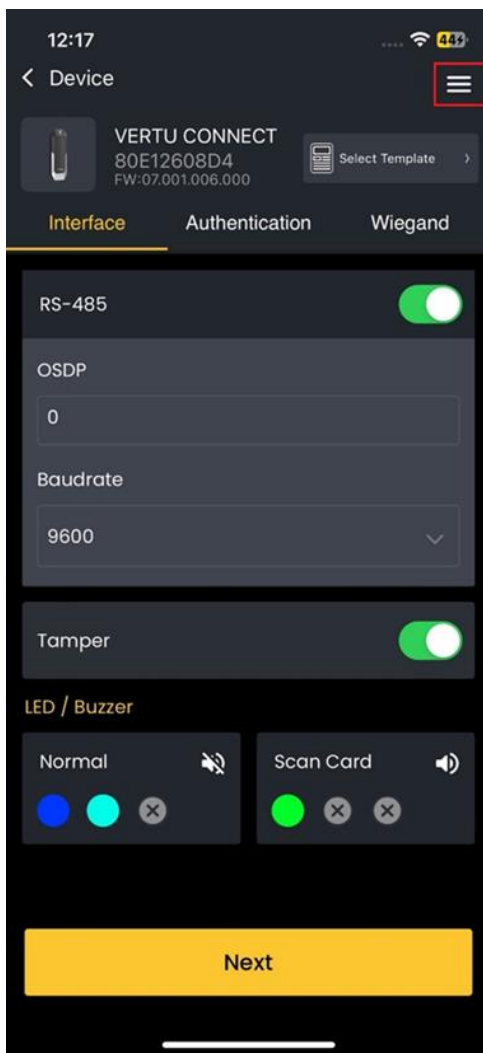 12:17
44
Device
VERTU CONNECT
80E12608D4
FW:07.001.006.000
Select Template
Interface Authentication Wiegand
RS-485
OSDP
0
Baudrate
9600
Tamper
LED / Buzzer
Normal
Scan Card
Next